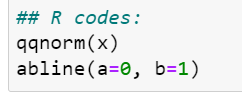 ## R codes:
qqnorm(x)
abline(a=0, b=1)